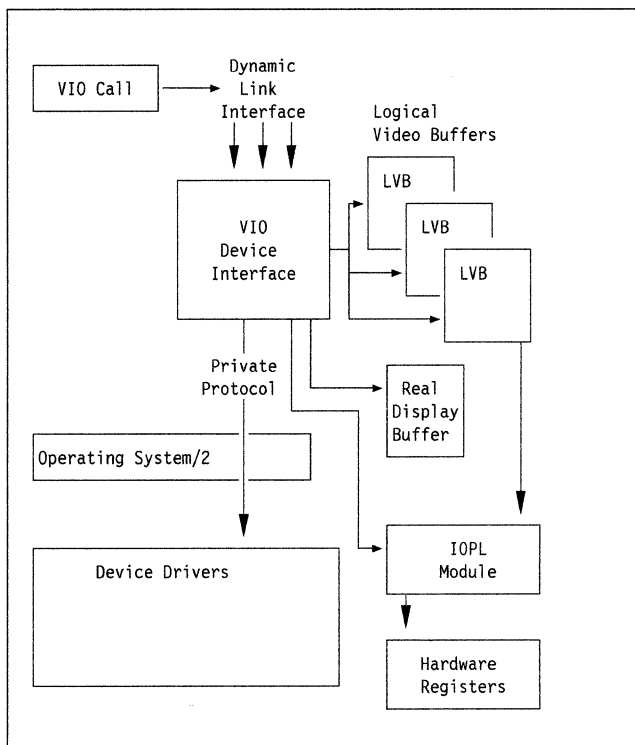 VIO Call
Dynamic
Link
Interface
Logical
Video Buffers
LVB
LVB
LVB
VIO
Device
Interface
Private
Protocol
Real
Display
Buffer
Operating System/2
Device Drivers
IOPL
Module
Hardware
Registers